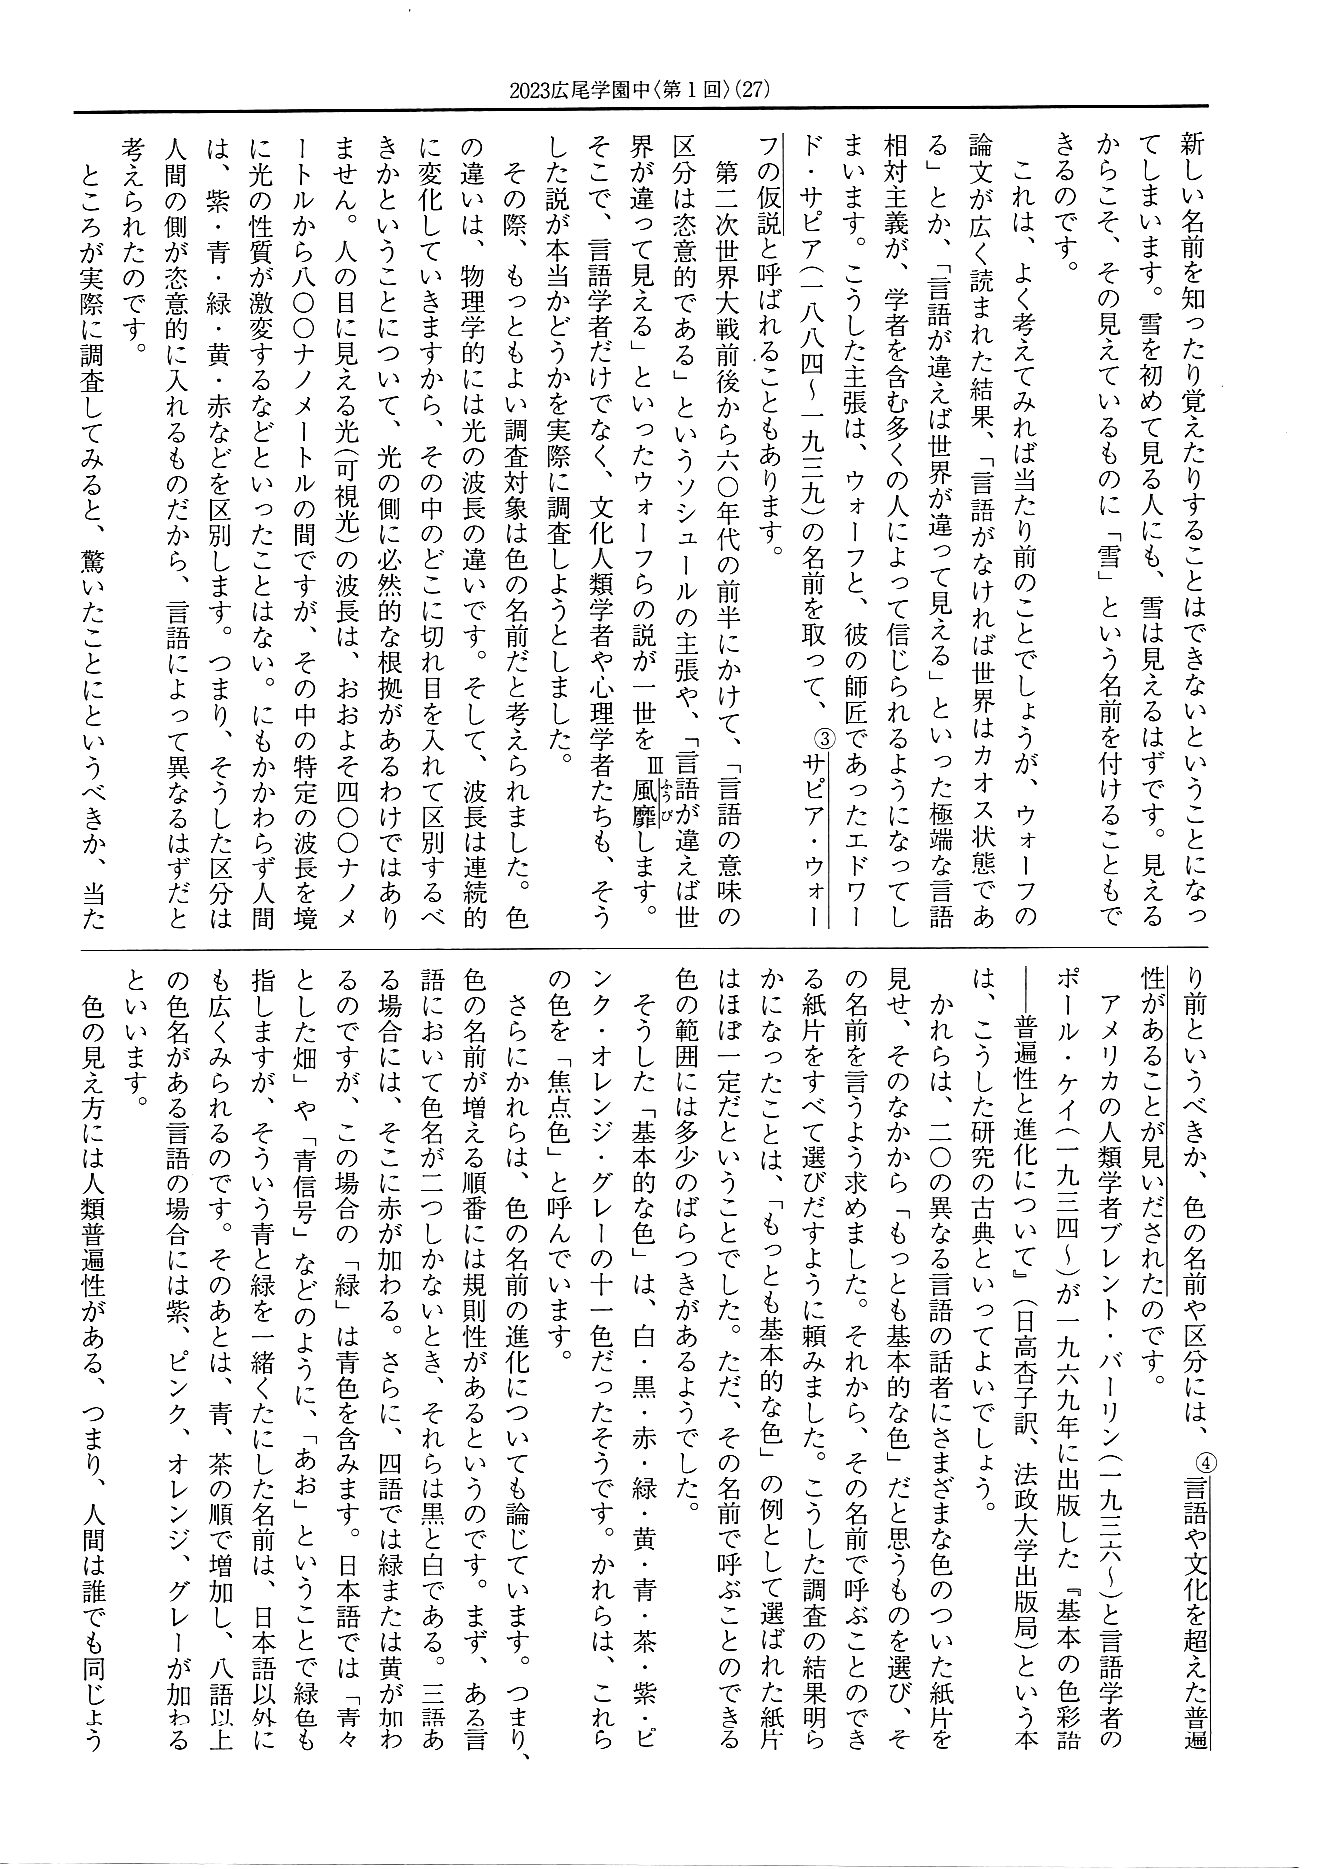 2023広尾学園中〈第1回〉(27)
新しい名前を知ったり覚えたりすることはできないということになっ
てしまいます。雪を初めて見る人にも、雪は見えるはずです。見える
からこそ、その見えているものに「雪」という名前を付けることもで
きるのです。
これは、よく考えてみれば当たり前のことでしょうが、ウォーフの
論文が広く読まれた結果、「言語がなければ世界はカオス状態であ
る」とか、「言語が違えば世界が違って見える」といった極端な言語
相対主義が、学者を含む多くの人によって信じられるようになってし
まいます。こうした主張は、ウォーフと、彼の師匠であったエドワー
ド・サピア(一八八四〜一九三九)の名前を取って、③サピア・ウォー
フの仮説と呼ばれることもあります。
第二次世界大戦前後から六〇年代の前半にかけて、「言語の意味の
区分は恣意的である」というソシュールの主張や、「言語が違えば世
界が違って見える」といったウォーフらの説が一世をⅢ風靡ふうびします。
そこで、言語学者だけでなく、文化人類学者や心理学者たちも、そう
した説が本当かどうかを実際に調査しようとしました。
その際、もっともよい調査対象は色の名前だと考えられました。色
の違いは、物理学的には光の波長の違いです。そして、波長は連続的
に変化していきますから、その中のどこに切れ目を入れて区別するべ
きかということについて、光の側に必然的な根拠があるわけではあり
ません。人の目に見える光(可視光)の波長は、おおよそ四〇〇ナノメ
ートルから八〇〇ナノメートルの間ですが、その中の特定の波長を境
に光の性質が激変するなどといったことはない。にもかかわらず人間
は、紫・青・緑・黄・赤などを区別します。つまり、そうした区分は
人間の側が恣意的に入れるものだから、言語によって異なるはずだと
考えられたのです。
ところが実際に調査してみると、驚いたことにというべきか、当た
り前というべきか、色の名前や区分には、④言語や文化を超えた普遍
性があることが見いだされたのです。
アメリカの人類学者ブレント・バーリン(一九三六〜)と言語学者の
ポール・ケイ(一九三四〜)が一九六九年に出版した『基本の色彩語
――普遍性と進化について』(日高杏子訳、法政大学出版局)という本
は、こうした研究の古典といってよいでしょう。
かれらは、二〇の異なる言語の話者にさまざまな色のついた紙片を
見せ、そのなかから「もっとも基本的な色」だと思うものを選び、そ
の名前を言うよう求めました。それから、その名前で呼ぶことのでき
る紙片をすべて選びだすように頼みました。こうした調査の結果明ら
かになったことは、「もっとも基本的な色」の例として選ばれた紙片
はほぼ一定だということでした。ただ、その名前で呼ぶことのできる
色の範囲には多少のばらつきがあるようでした。
そうした「基本的な色」は、白・黒・赤・緑・黄・青・茶・紫・ピ
ンク・オレンジ・グレーの十一色だったそうです。かれらは、これら
の色を「焦点色」と呼んでいます。
さらにかれらは、色の名前の進化についても論じています。つまり、
色の名前が増える順番には規則性があるというのです。まず、ある言
語において色名が二つしかないとき、それらは黒と白である。三語あ
る場合には、そこに赤が加わる。さらに、四語では緑または黄が加わ
るのですが、この場合の「緑」は青色を含みます。日本語では「青々
とした畑」や「青信号」などのように、「あお」ということで緑色も
指しますが、そういう青と緑を一緒くたにした名前は、日本語以外に
も広くみられるのです。そのあとは、青、茶の順で増加し、八語以上
の色名がある言語の場合には紫、ピンク、オレンジ、グレーが加わる
といいます。
色の見え方には人類普遍性がある、つまり、人間は誰でも同じよう